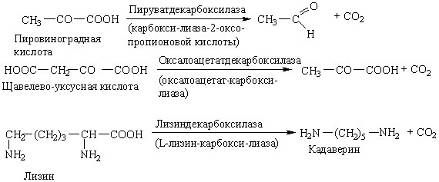 CH₃—CO—COOH
Пировиноградная
кислота
Пируватдекарбоксилаза
(карбокси-лиаза-2-оксо-
пропионовой кислоты)
CH₃—C
O
H
+ CO₂
HOOC—CH₂—CO — COOH
Щавелево-уксусная кислота
Оксалоацетатдекарбоксилаза
(оксалоацетат-карбокси-
лиаза)
CH₃—CO—COOH + CO₂
CH₂—(CH₂)₃—CH—COOH
NH₂
NH₂
Лизин
Лизиндекарбоксилаза
(L-лизин-карбокси-лиаза)
H₂N—(CH₂)₅—NH₂ + CO₂
Кадаверин